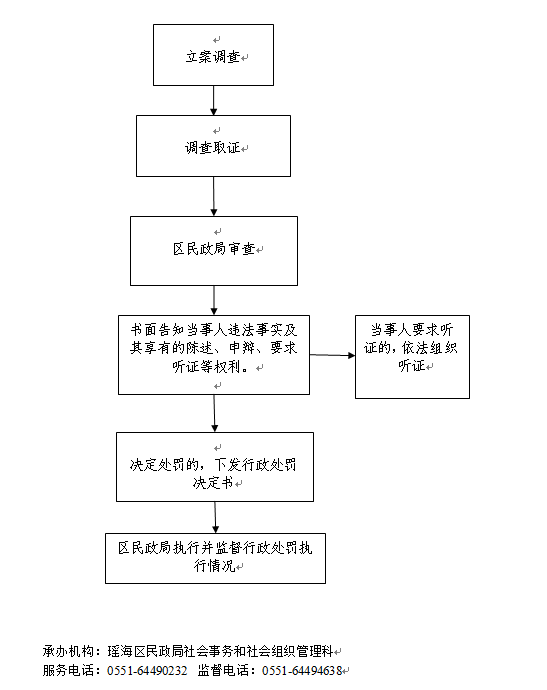 立案调查
调查取证
区民政局审查
书面告知当事人违法事实及
其享有的陈述、申辩、要求
听证等权利。
当事人要求听
证的，依法组织
听证
决定处罚的，下发行政处罚
决定书
区民政局执行并监督行政处罚执
行情况
承办机构：瑶海区民政局社会事务和社会组织管理科
服务电话：0551-64490232 监督电话：0551-64494638